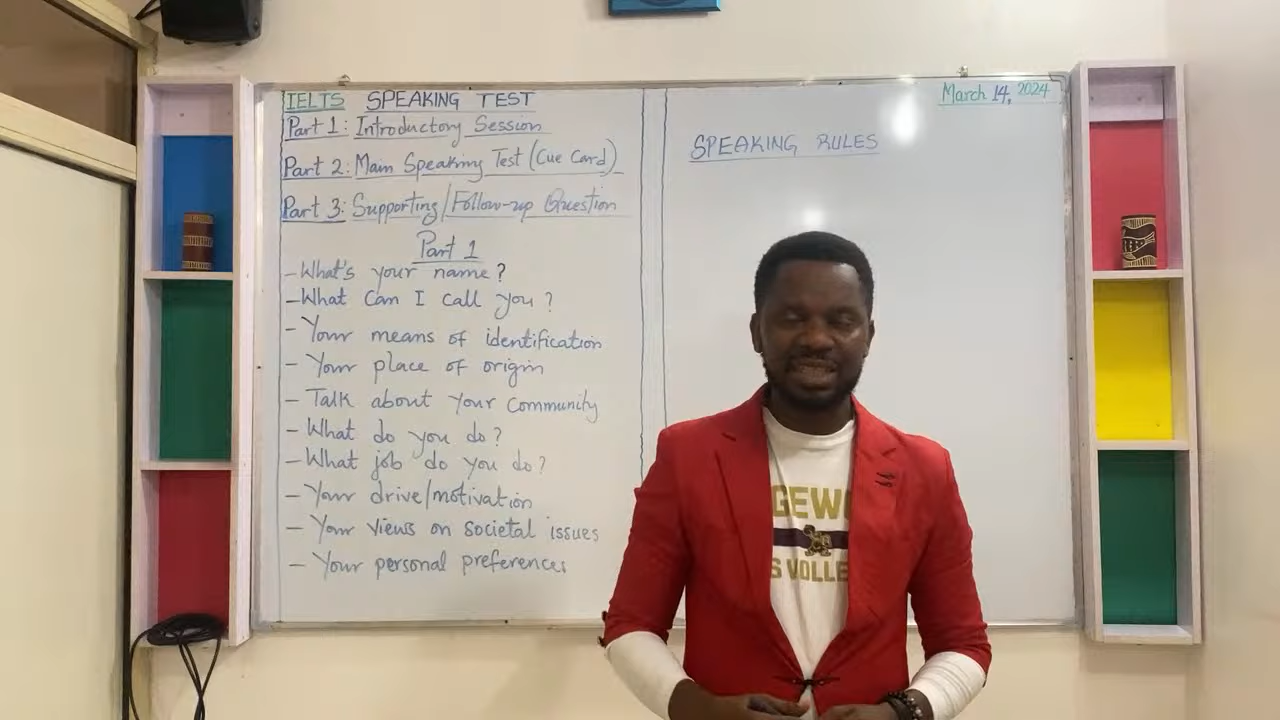 IELTS SPEAKING TEST
Part 1: Introductory Session
Part 2: Main Speaking Test (Cue Card)
Part 3: Supporting/Follow-up Question
Part 1
- What's your name?
- What can I call you?
- Your means of identification
- Your place of origin
- Talk about your community
- What do you do?
- What job do you do?
- Your drive/motivation
- Your views on societal issues
- Your personal preferences
March 14, 2024
SPEAKING RULES
GEWO
S VOLLE